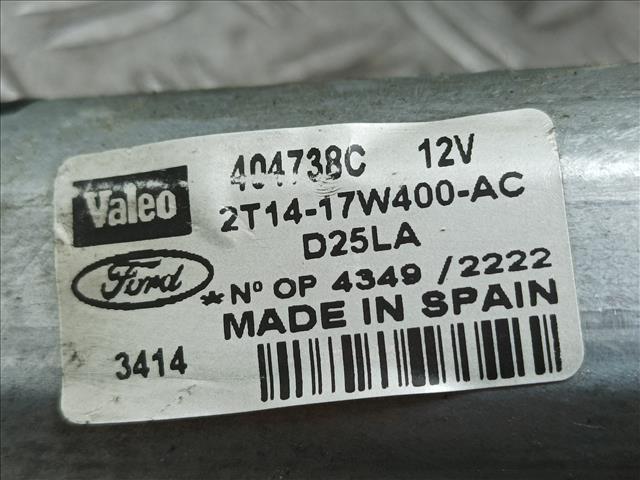 Valeo
404738C 12V
2T14-17W400-AC
D25LA
Ford
*Nº OP 4349 /2222
MADE IN SPAIN
3414